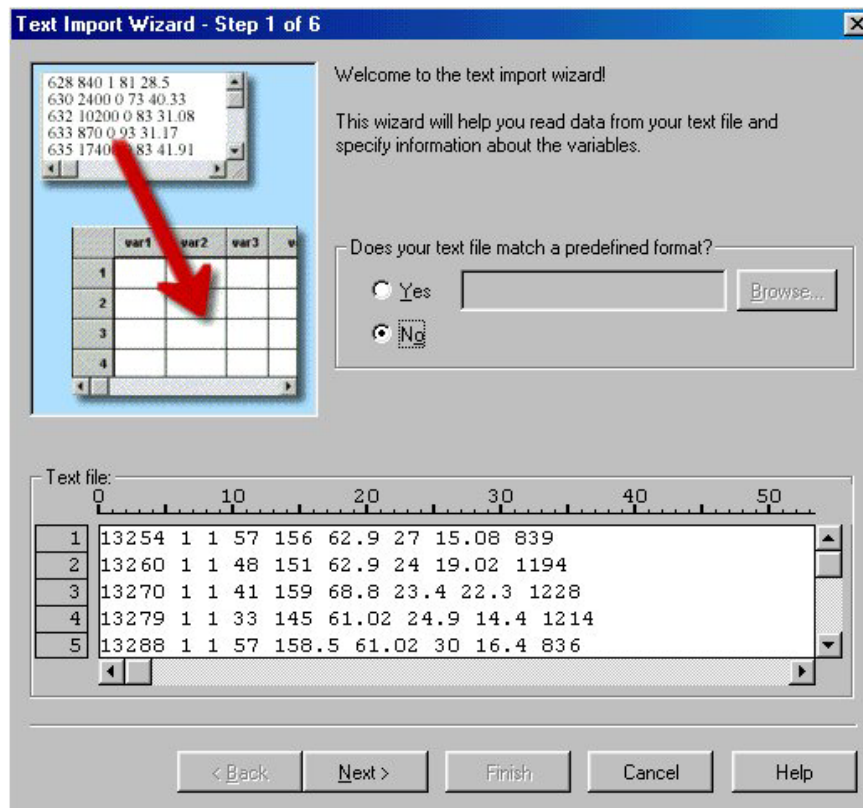 Text Import Wizard - Step 1 of 6
628 840 1 81 28.5
630 2400 0 73 40.33
632 10200 0 83 31.08
633 870 0 93 31.17
635 17400 0 83 41.91
var1 var2 var3 v
1
2
3
4
Welcome to the text import wizard!
This wizard will help you read data from your text file and
specify information about the variables.
Does your text file match a predefined format?
Yes Browse...
No
Text file:
0 10 20 30 40 50
1 13254 1 1 57 156 62.9 27 15.08 839
2 13260 1 1 48 151 62.9 24 19.02 1194
3 13270 1 1 41 159 68.8 23.4 22.3 1228
4 13279 1 1 33 145 61.02 24.9 14.4 1214
5 13288 1 1 57 158.5 61.02 30 16.4 836
< Back Next > Finish Cancel Help